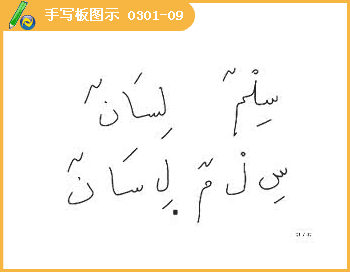 手写板图示 0301-09
سِلْمٌ لِسَانٌ
سِ لْ مٌ لِ سَا نٌ